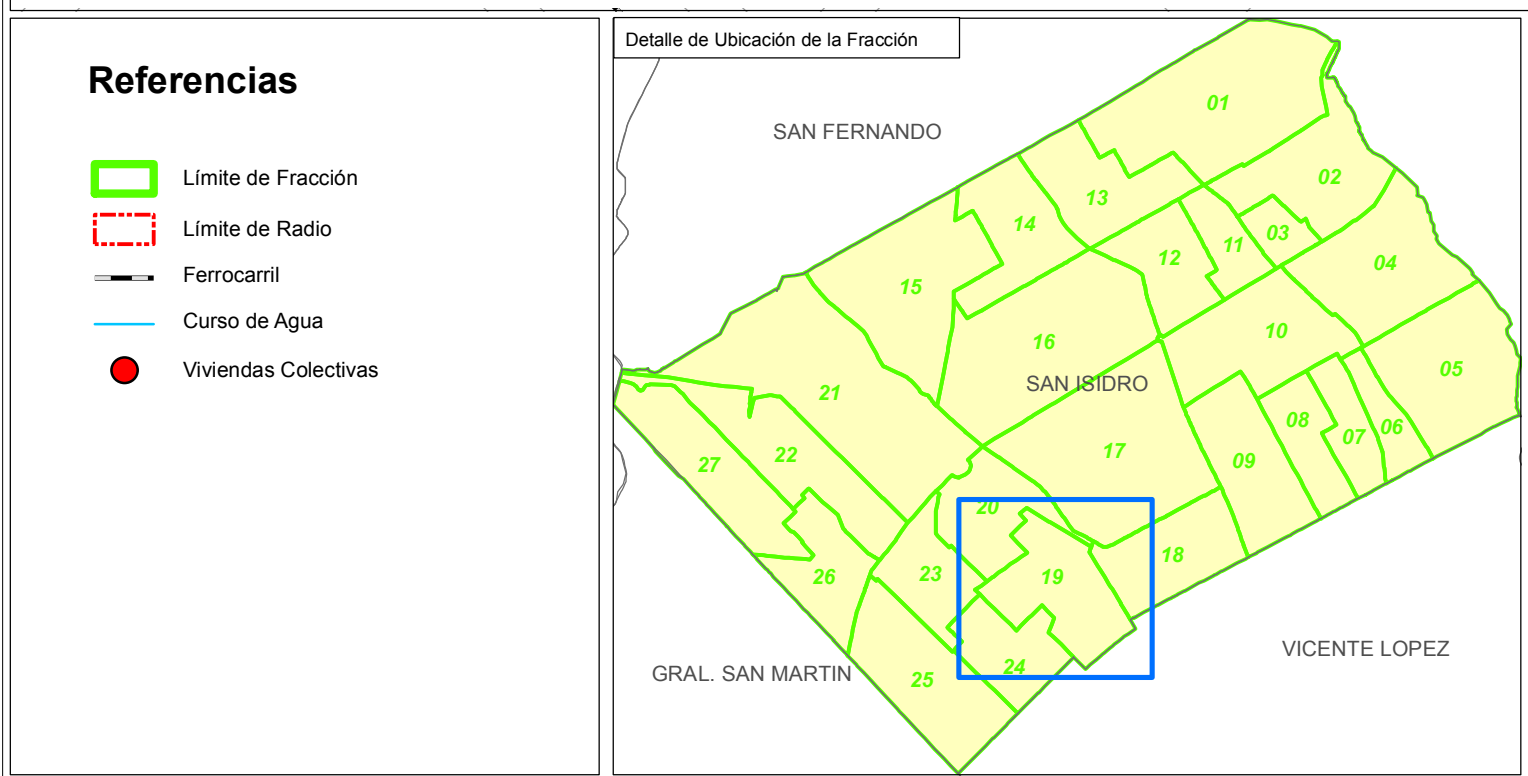 Referencias
Límite de Fracción
Límite de Radio
Ferrocarril
Curso de Agua
Viviendas Colectivas
Detalle de Ubicación de la Fracción
SAN FERNANDO
01
02
13
14
03
11
12
04
15
10
16
05
SAN ISIDRO
21
08
06
07
17
22
09
27
20
18
23
19
26
VICENTE LOPEZ
24
GRAL. SAN MARTIN
25